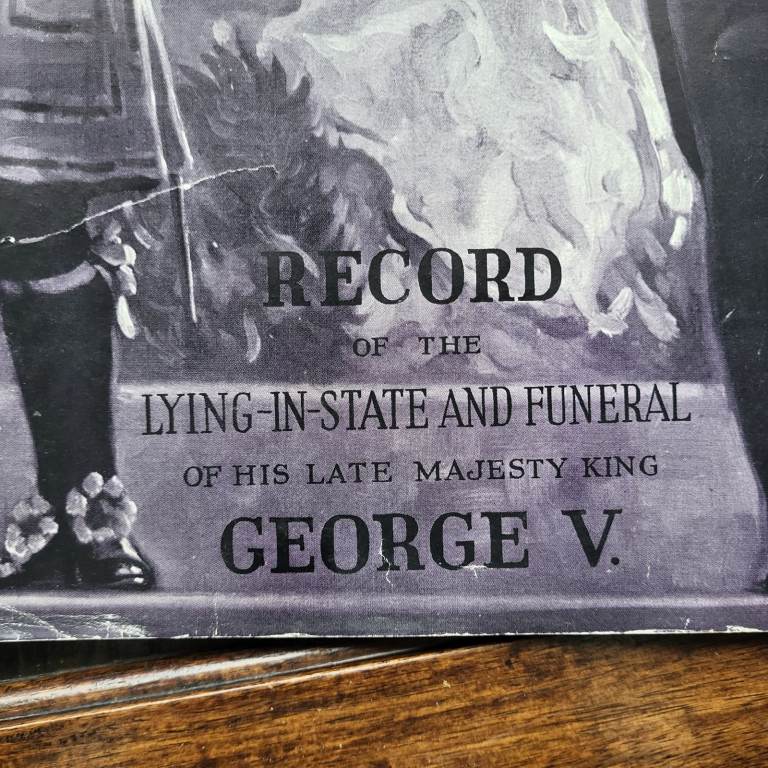 RECORD
OF THE
LYING-IN-STATE AND FUNERAL
OF HIS LATE MAJESTY KING
GEORGE V.